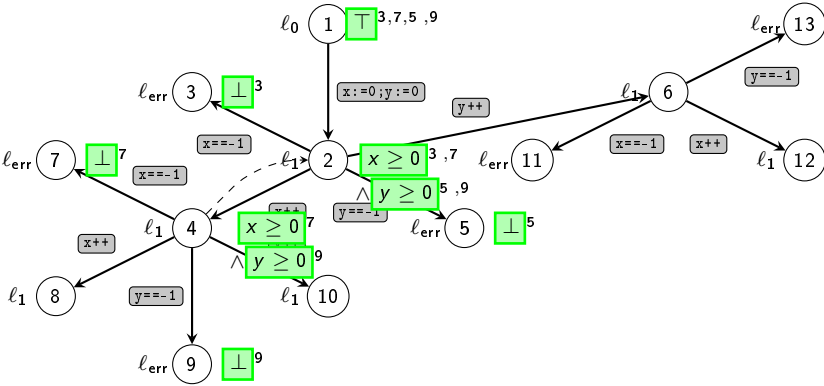 ℓ0 1 ⊤ 3,7,5 ,9
ℓerr 13
ℓerr 3 ⊥ 3
x:=0;y:=0
y++
ℓ1 6
y==-1
x==-1
x==-1
x++
ℓerr 7 ⊥ 7
ℓ1 2 x ≥ 0 3 ,7
ℓerr 11
ℓ1 12
x==-1
∧ y ≥ 0 5 ,9
y==-1
ℓ1 4
x ≥ 0 7
ℓerr 5 ⊥ 5
x++
∧ y ≥ 0 9
ℓ1 8
y==-1
ℓ1 10
ℓerr 9 ⊥ 9